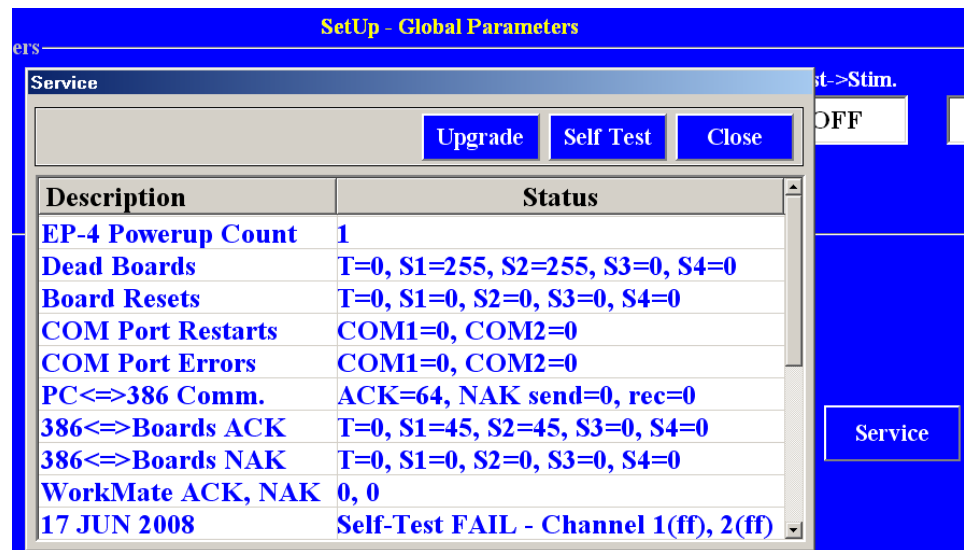 SetUp - Global Parameters
ers
Service
st->Stim.
OFF
Upgrade Self Test Close
Description Status
EP-4 Powerup Count 1
Dead Boards T=0, S1=255, S2=255, S3=0, S4=0
Board Resets T=0, S1=0, S2=0, S3=0, S4=0
COM Port Restarts COM1=0, COM2=0
COM Port Errors COM1=0, COM2=0
PC<=>386 Comm. ACK=64, NAK send=0, rec=0
386<=>Boards ACK T=0, S1=45, S2=45, S3=0, S4=0
Service
386<=>Boards NAK T=0, S1=0, S2=0, S3=0, S4=0
WorkMate ACK, NAK 0, 0
17 JUN 2008 Self-Test FAIL - Channel 1(ff), 2(ff)